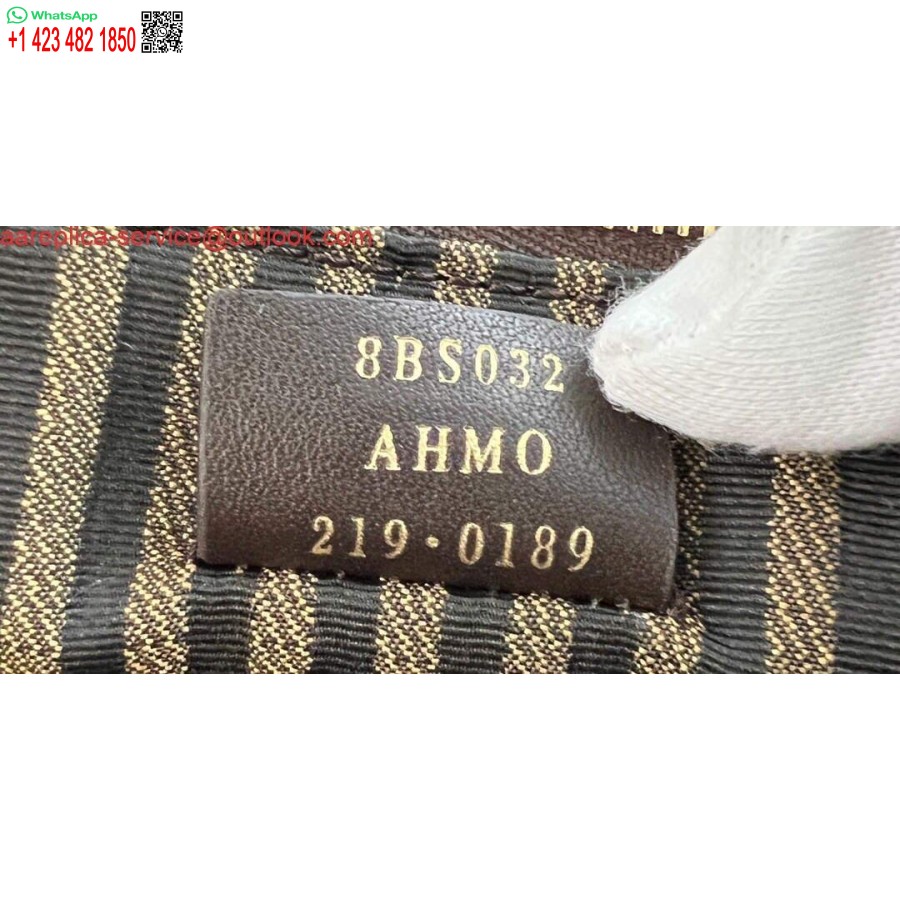 WhatsApp
+1 423 482 1850
aareplica-service@outlook.com
8BS032
AHMO
219·0189